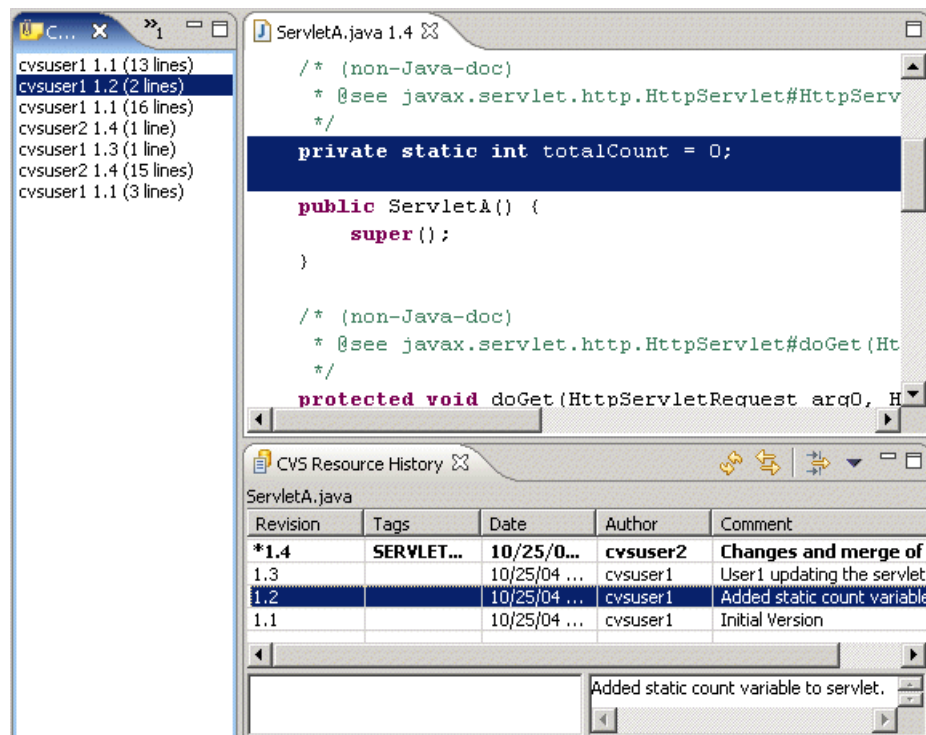 C...
»1
cvsuser1 1.1 (13 lines)
cvsuser1 1.2 (2 lines)
cvsuser1 1.1 (16 lines)
cvsuser2 1.4 (1 line)
cvsuser1 1.3 (1 line)
cvsuser2 1.4 (15 lines)
cvsuser1 1.1 (3 lines)
ServletA.java 1.4
/* (non-Java-doc)
* @see javax.servlet.http.HttpServlet#HttpServ
*/
private static int totalCount = 0;
public ServletA() {
super();
}
/* (non-Java-doc)
* @see javax.servlet.http.HttpServlet#doGet(Ht
*/
protected void doGet(HttpServletRequest arg0, H
CVS Resource History
ServletA.java
Revision Tags Date Author Comment
*1.4 SERVLET... 10/25/0... cvsuser2 Changes and merge of
1.3 10/25/04 ... cvsuser1 User1 updating the servlet
1.2 10/25/04 ... cvsuser1 Added static count variable
1.1 10/25/04 ... cvsuser1 Initial Version
Added static count variable to servlet.